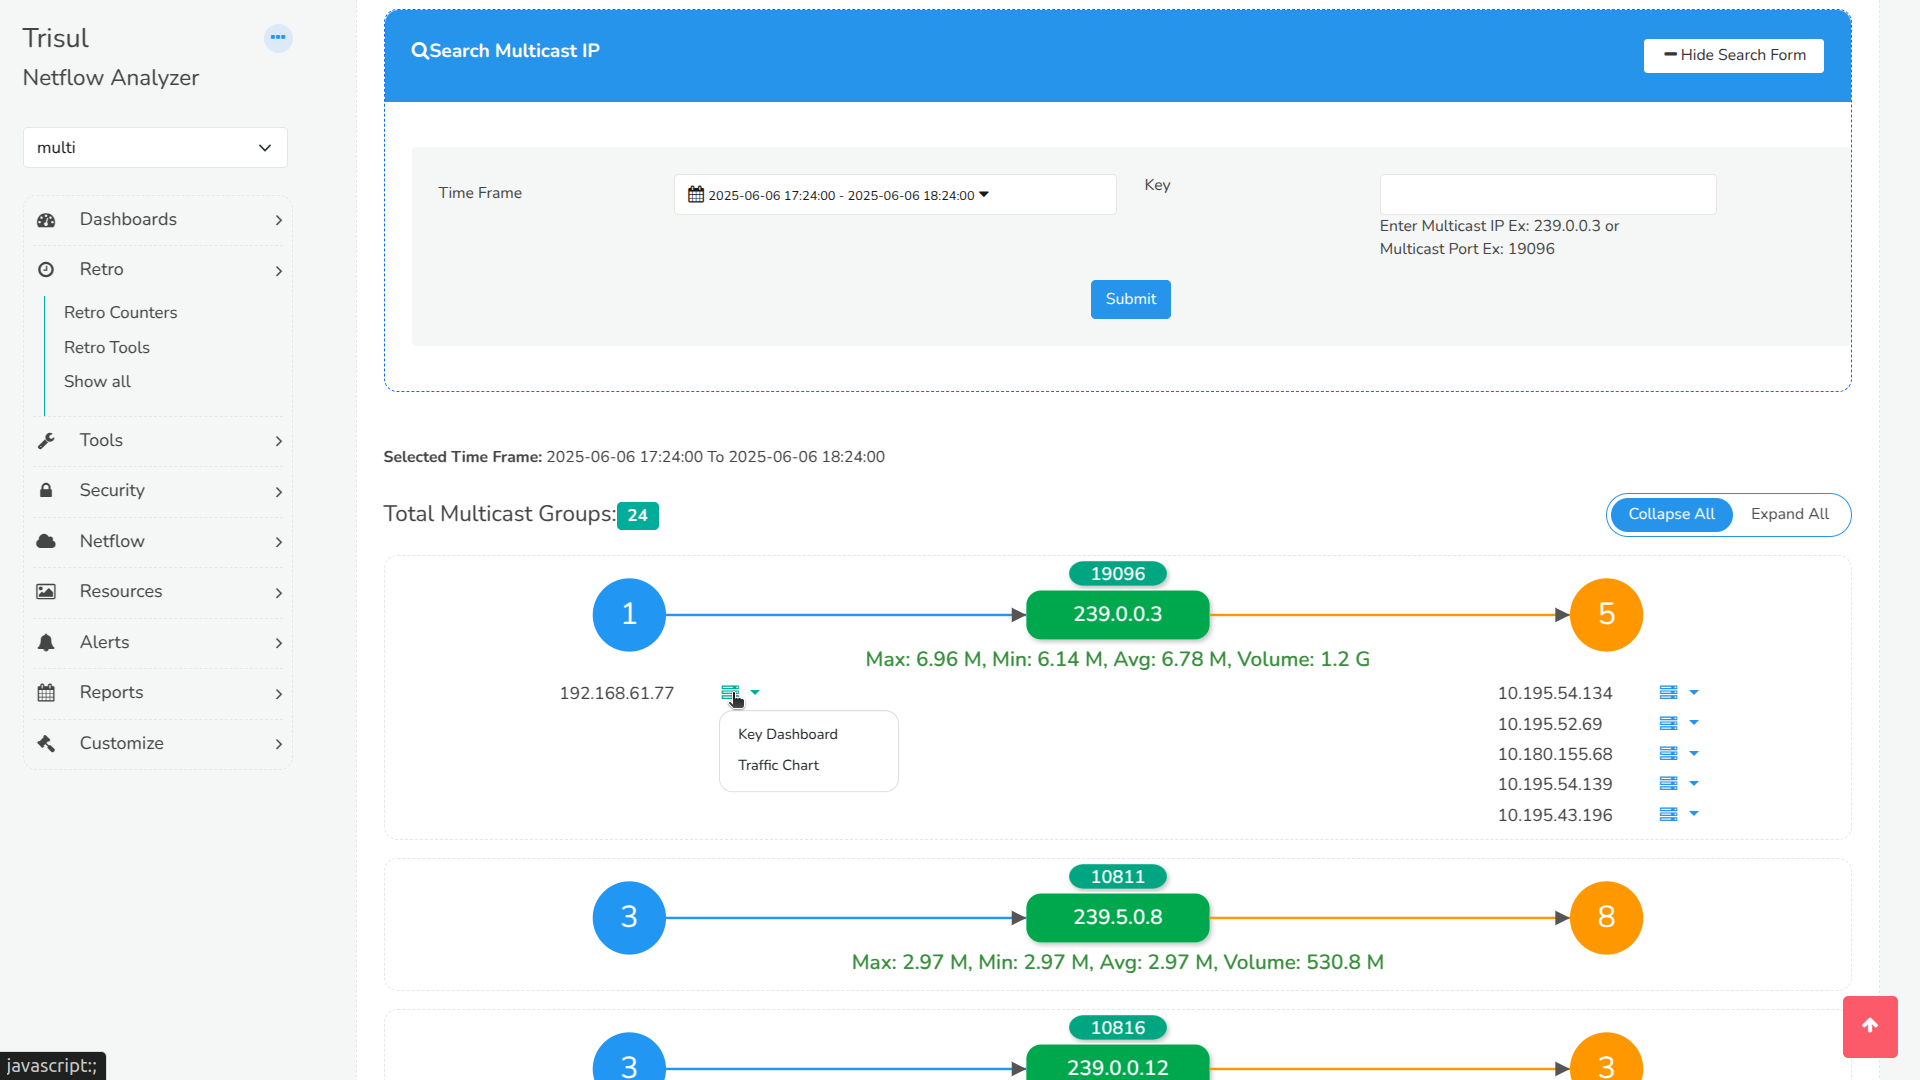 Trisul
Netflow Analyzer
multi
Dashboards
Retro
Retro Counters
Retro Tools
Show all
Tools
Security
Netflow
Resources
Alerts
Reports
Customize
javascript:;
Search Multicast IP
Hide Search Form
Time Frame
2025-06-06 17:24:00 - 2025-06-06 18:24:00
Key
Enter Multicast IP Ex: 239.0.0.3 or
Multicast Port Ex: 19096
Submit
Selected Time Frame: 2025-06-06 17:24:00 To 2025-06-06 18:24:00
Total Multicast Groups: 24
Collapse All
Expand All
19096
1
239.0.0.3
5
Max: 6.96 M, Min: 6.14 M, Avg: 6.78 M, Volume: 1.2 G
192.168.61.77
Key Dashboard
Traffic Chart
10.195.54.134
10.195.52.69
10.180.155.68
10.195.54.139
10.195.43.196
10811
3
239.5.0.8
8
Max: 2.97 M, Min: 2.97 M, Avg: 2.97 M, Volume: 530.8 M
10816
3
239.0.0.12
3